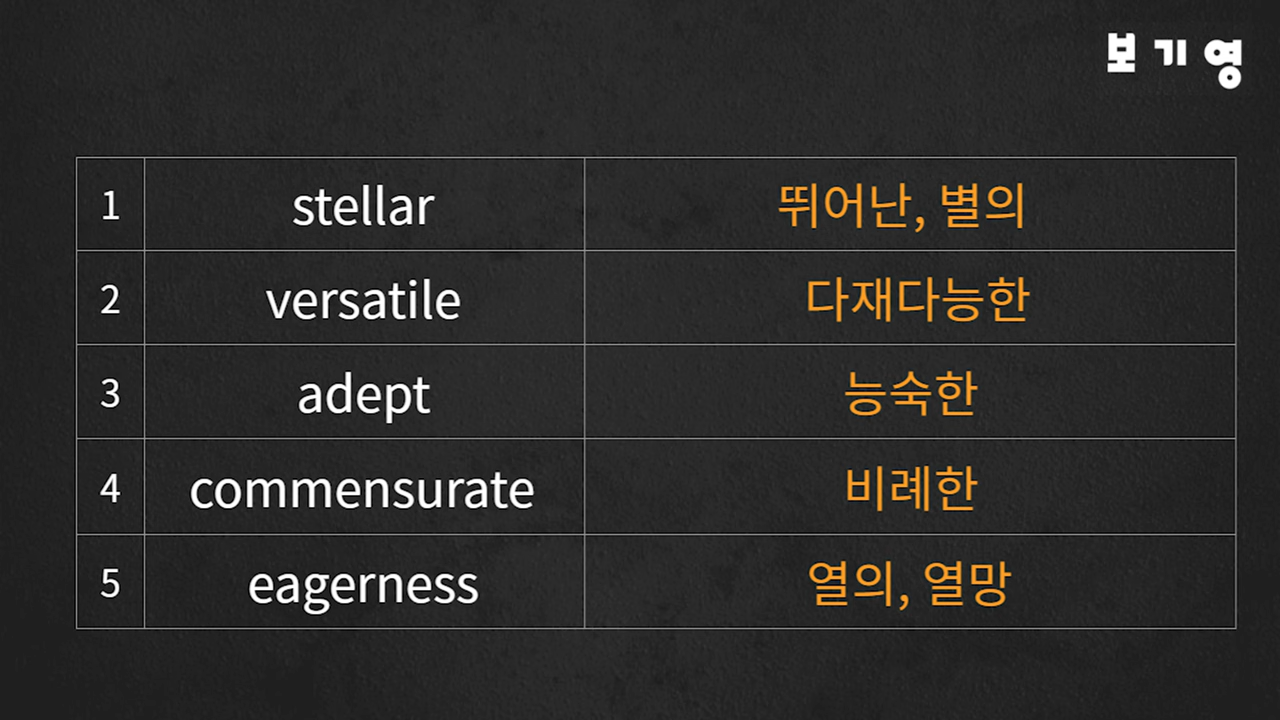 보기영
1 stellar 뛰어난, 별의
2 versatile 다재다능한
3 adept 능숙한
4 commensurate 비례한
5 eagerness 열의, 열망